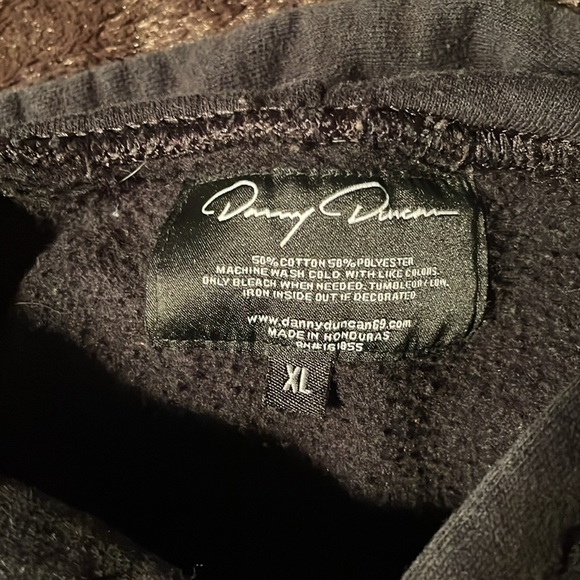 Danny Duncan
50% COTTON 50% POLYESTER
MACHINE WASH COLD WITH LIKE COLORS.
ONLY BLEACH WHEN NEEDED. TUMBLE DRY LOW.
IRON INSIDE OUT IF DECORATED.
www.dannyduncan69.com
MADE IN HONDURAS
RN#161855
XL